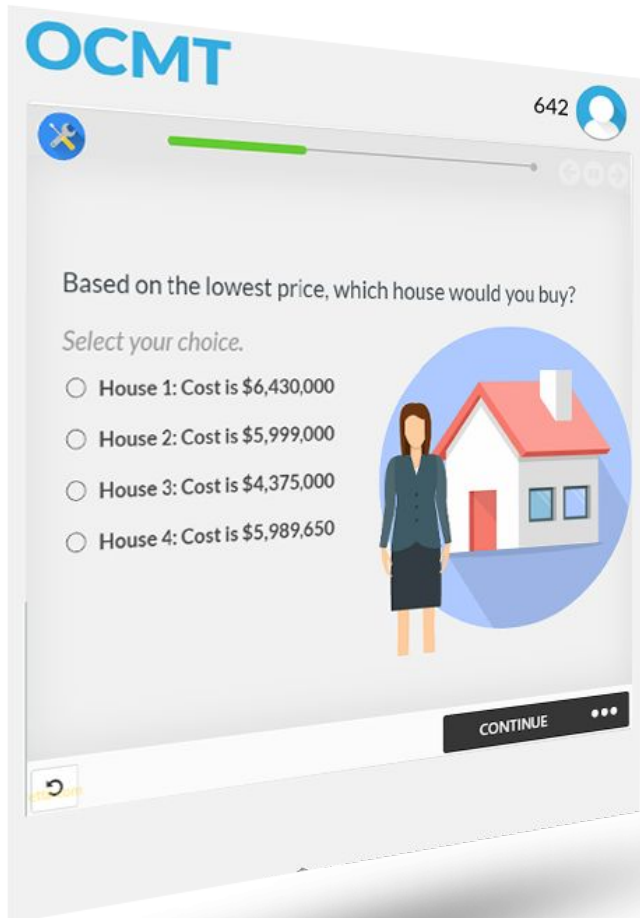 OCMT
642
Based on the lowest price, which house would you buy?
Select your choice.
House 1: Cost is $6,430,000
House 2: Cost is $5,999,000
House 3: Cost is $4,375,000
House 4: Cost is $5,989,650
CONTINUE